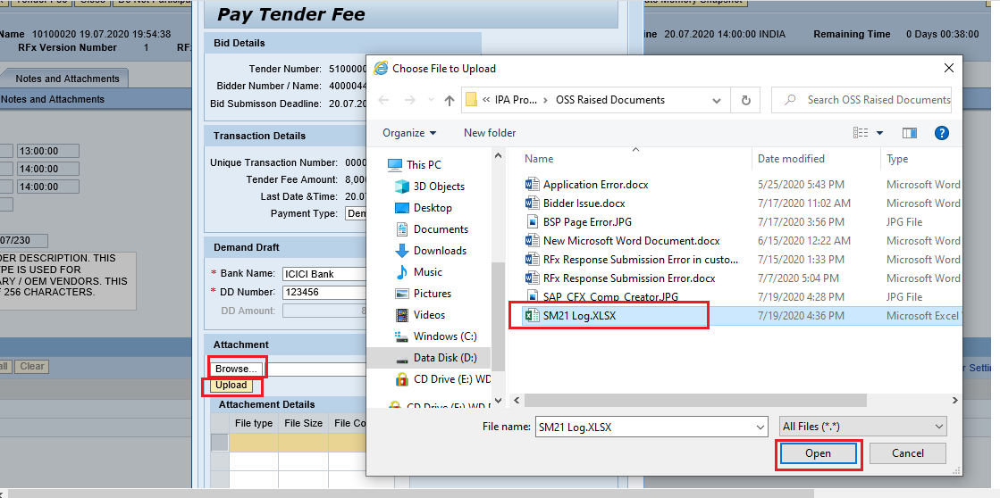 Tender Fee
Close
Do Not Participa
Memory Snapshot
Pay Tender Fee
Name 10100020 19.07.2020 19:54:38
RFx Version Number 1 RF
ine 20.07.2020 14:00:00 INDIA Remaining Time 0 Days 00:38:00
Notes and Attachments
Notes and Attachments
13:00:00
14:00:00
14:00:00
07/230
DER DESCRIPTION. THIS
YPE IS USED FOR
ARY / OEM VENDORS. THIS
F 256 CHARACTERS.
all Clear
r Settin
Bid Details
Tender Number: 510000
Bidder Number / Name: 4000044
Bid Submisson Deadline: 20.07.20
Transaction Details
Unique Transaction Number: 0000
Tender Fee Amount: 8,00
Last Date &Time: 20.07
Payment Type: Dem
Demand Draft
* Bank Name: ICICI Bank
* DD Number: 123456
DD Amount: 8
Attachment
Browse...
Upload
Attachement Details
File type File Size File Co
Choose File to Upload
« IPA Pro... › OSS Raised Documents
Search OSS Raised Documents
Organize New folder
This PC
3D Objects
Desktop
Documents
Downloads
Music
Pictures
Videos
Windows (C:)
Data Disk (D:)
CD Drive (E:) WD
CD Drive (E:) WD
Name Date modified Type
Application Error.docx 5/25/2020 5:43 PM Microsoft Word
Bidder Issue.docx 7/17/2020 11:02 AM Microsoft Word
BSP Page Error.JPG 7/17/2020 3:56 PM JPG File
New Microsoft Word Document.docx 6/15/2020 12:22 AM Microsoft Word
RFx Response Submission Error in custo... 7/15/2020 1:33 PM Microsoft Word
RFx Response Submission Error.docx 7/7/2020 5:04 PM Microsoft Word
SAP_CFX_Comp_Creator.JPG 7/19/2020 4:28 PM JPG File
SM21 Log.XLSX 7/19/2020 4:36 PM Microsoft Excel
File name: SM21 Log.XLSX All Files (*.*)
Open Cancel